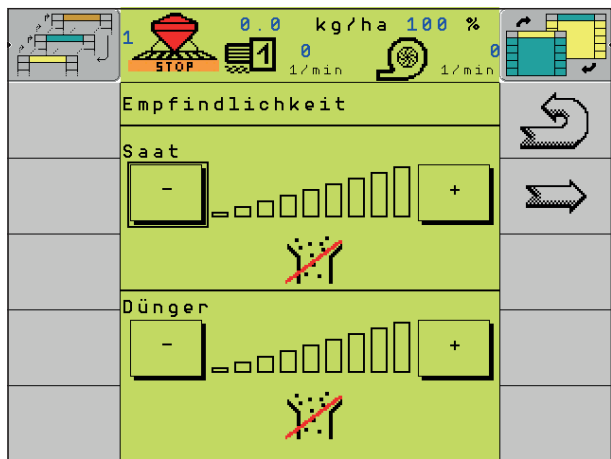 0.0 kg/ha 100 %
1
STOP
1
0
1/min
0
1/min
Empfindlichkeit
Saat
- +
Dünger
- +